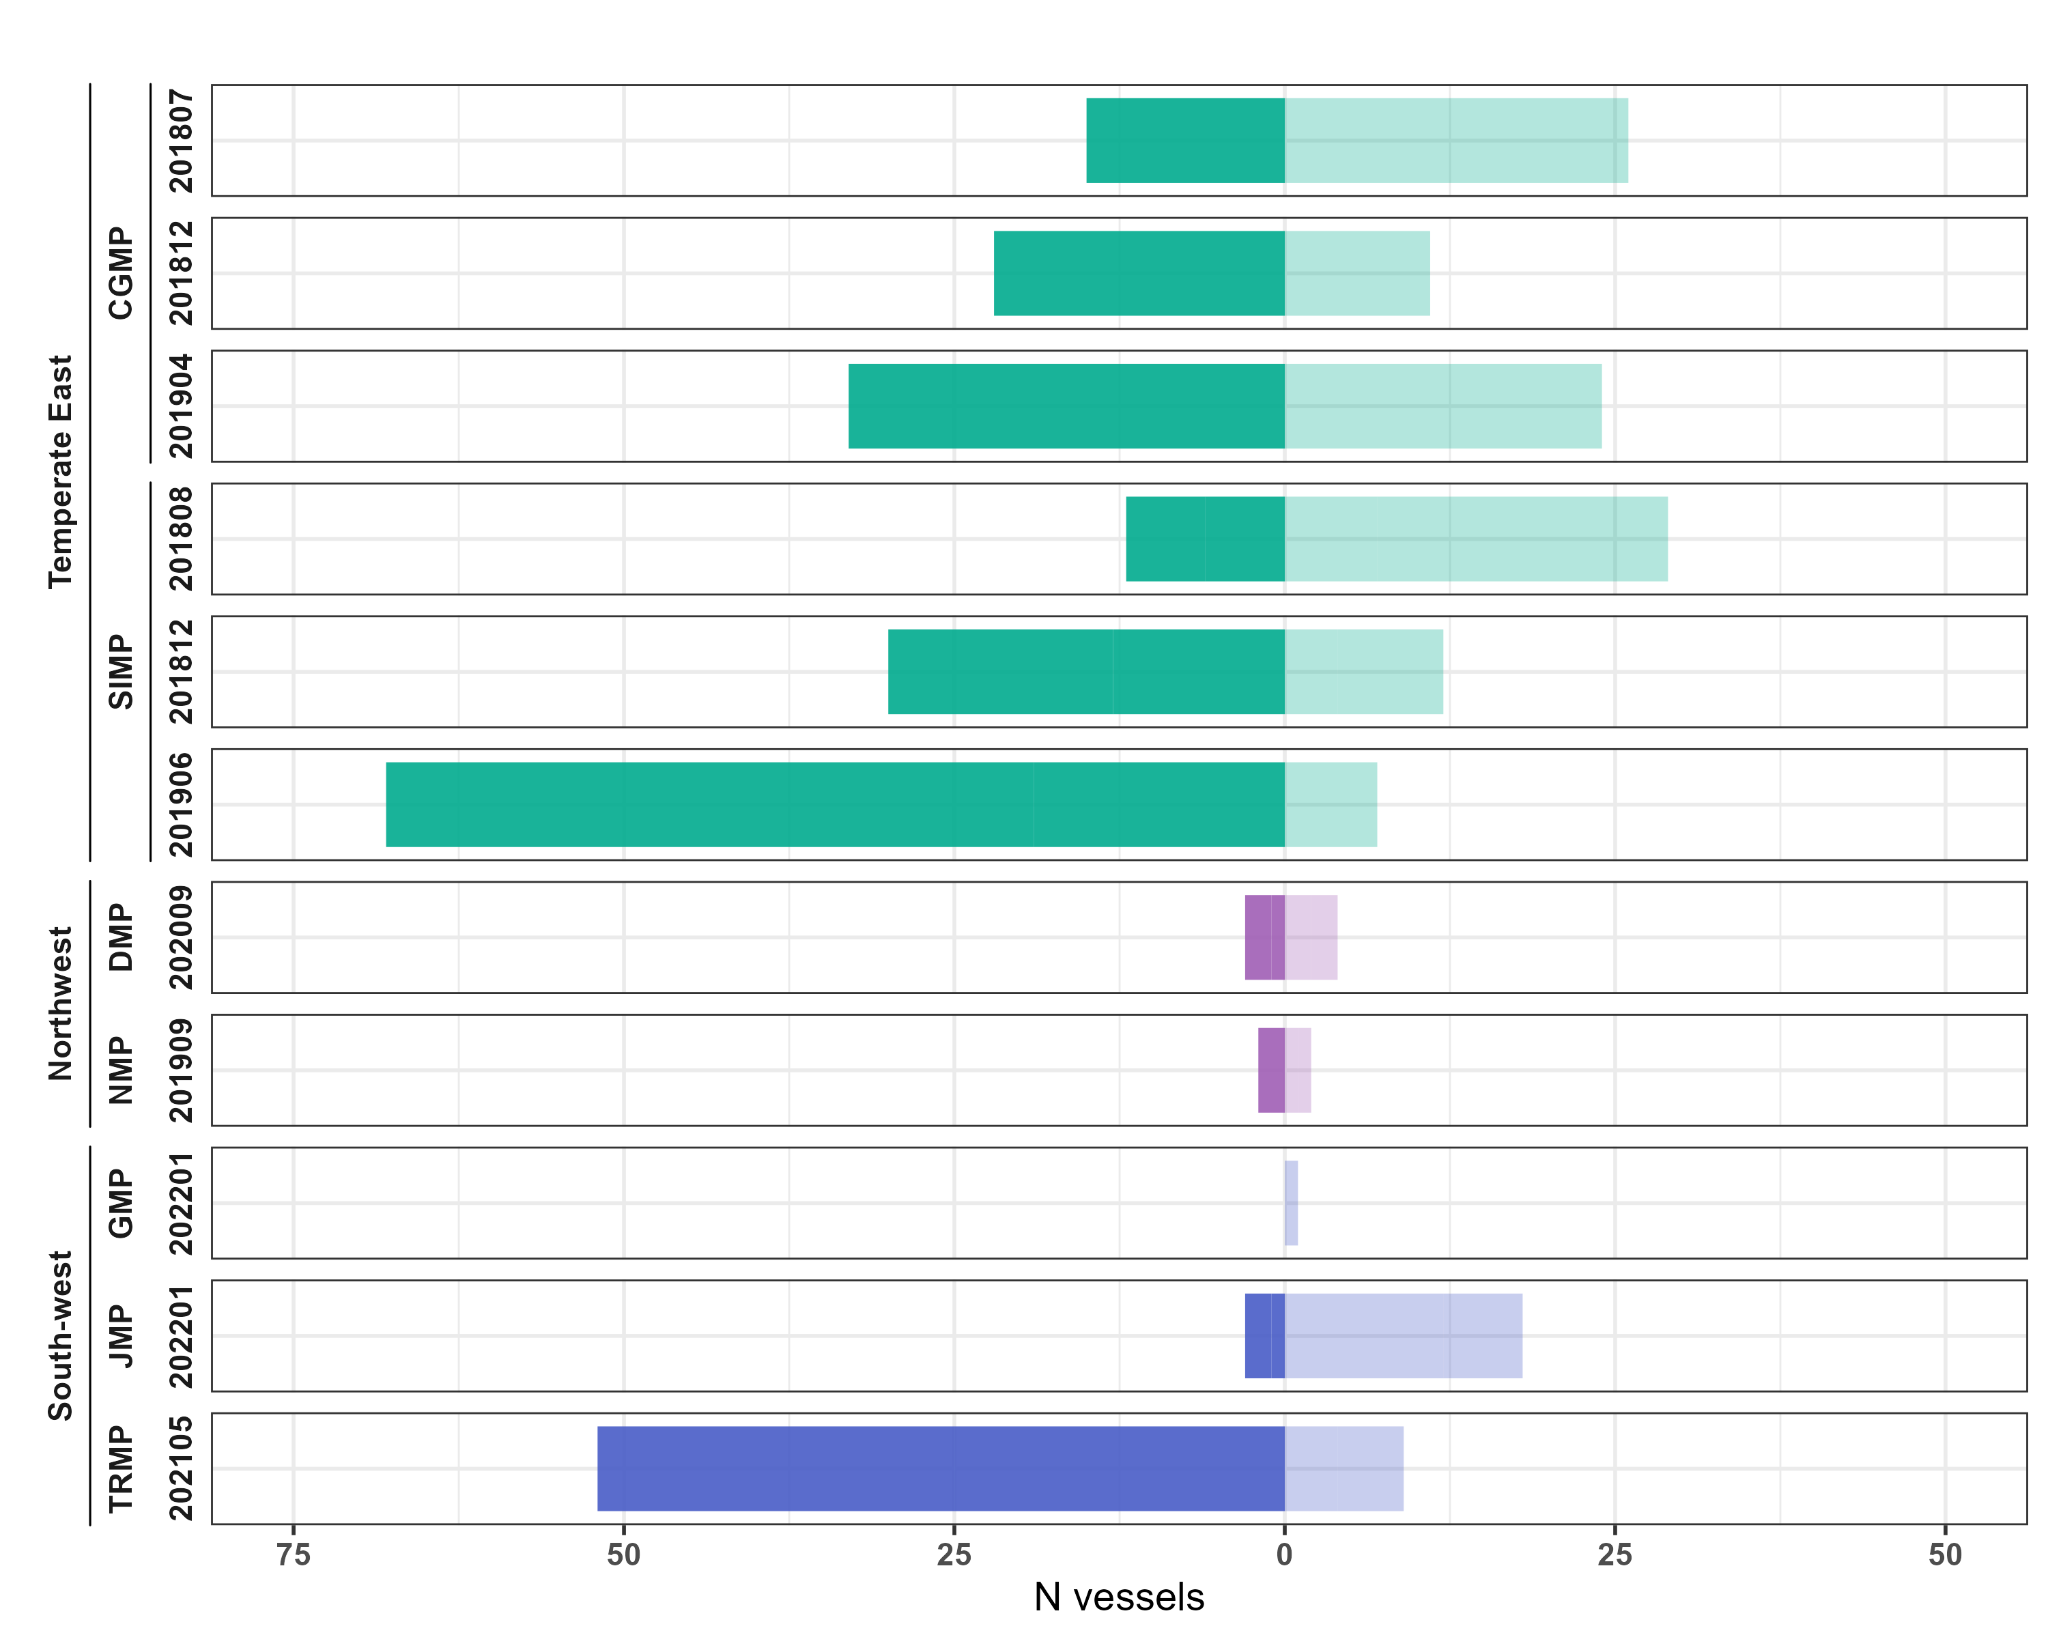 Temperate East
CGMP
201807
201812
201904
SIMP
201808
201812
201906
Northwest
DMP
202009
NMP
201909
South-west
GMP
202201
JMP
202201
TRMP
202105
75 50 25 0 25 50
N vessels